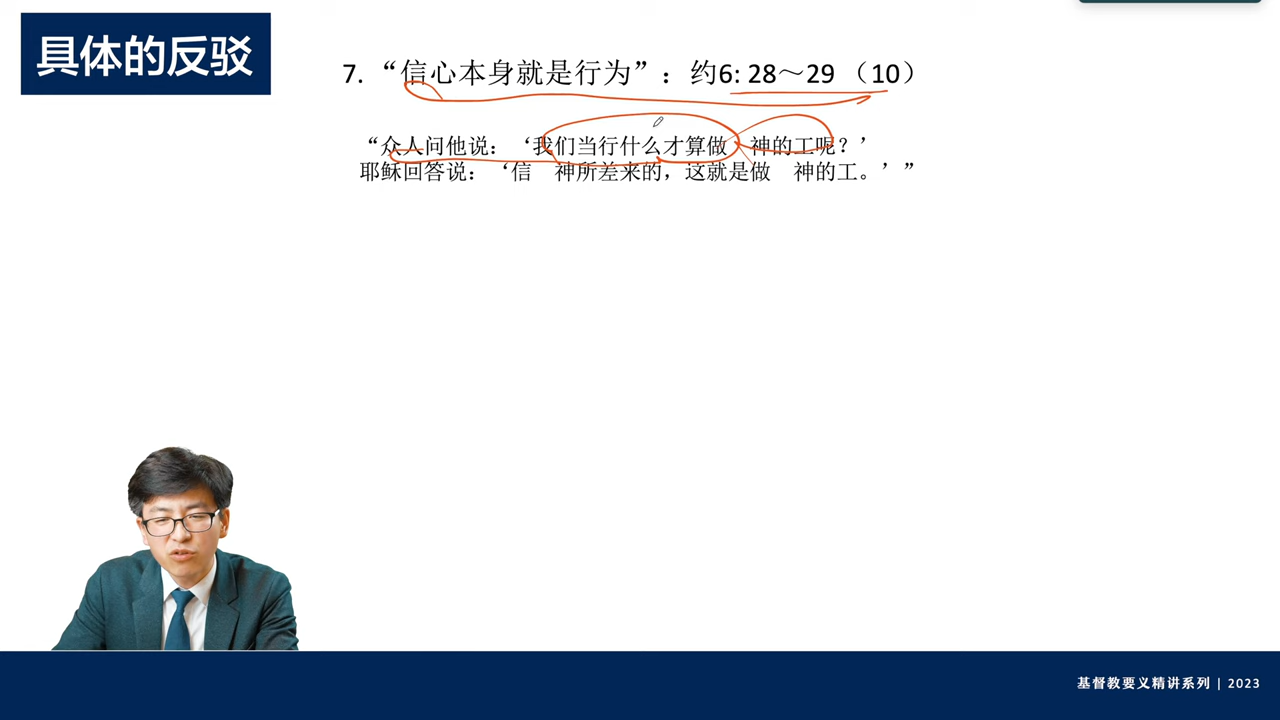 具体的反驳
7. “信心本身就是行为”：约6: 28～29 （10）
“众人问他说：‘我们当行什么才算做　神的工呢？’
耶稣回答说：‘信　神所差来的，这就是做　神的工。’ ”
基督教要义精讲系列 | 2023